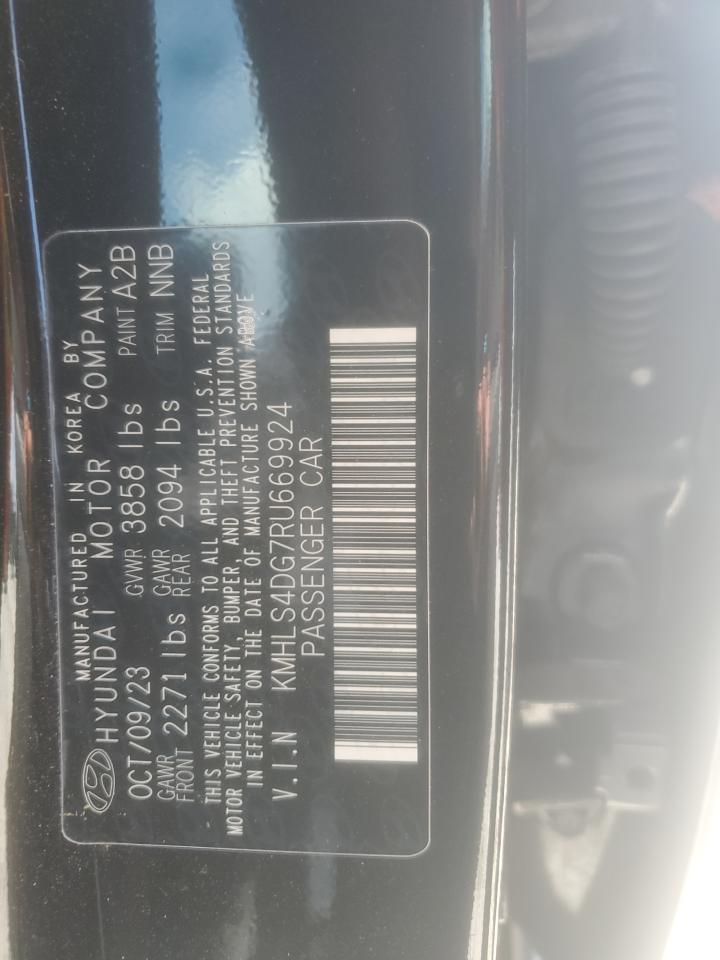 MANUFACTURED IN KOREA BY
HYUNDAI MOTOR COMPANY
OCT/09/23 GVWR 3858 lbs PAINT A2B
GAWR FRONT 2271 lbs GAWR REAR 2094 lbs TRIM NNB
THIS VEHICLE CONFORMS TO ALL APPLICABLE U.S.A. FEDERAL
MOTOR VEHICLE SAFETY, BUMPER, AND THEFT PREVENTION STANDARDS
IN EFFECT ON THE DATE OF MANUFACTURE SHOWN ABOVE
V.I.N KMHLS4DG7RU669924
PASSENGER CAR